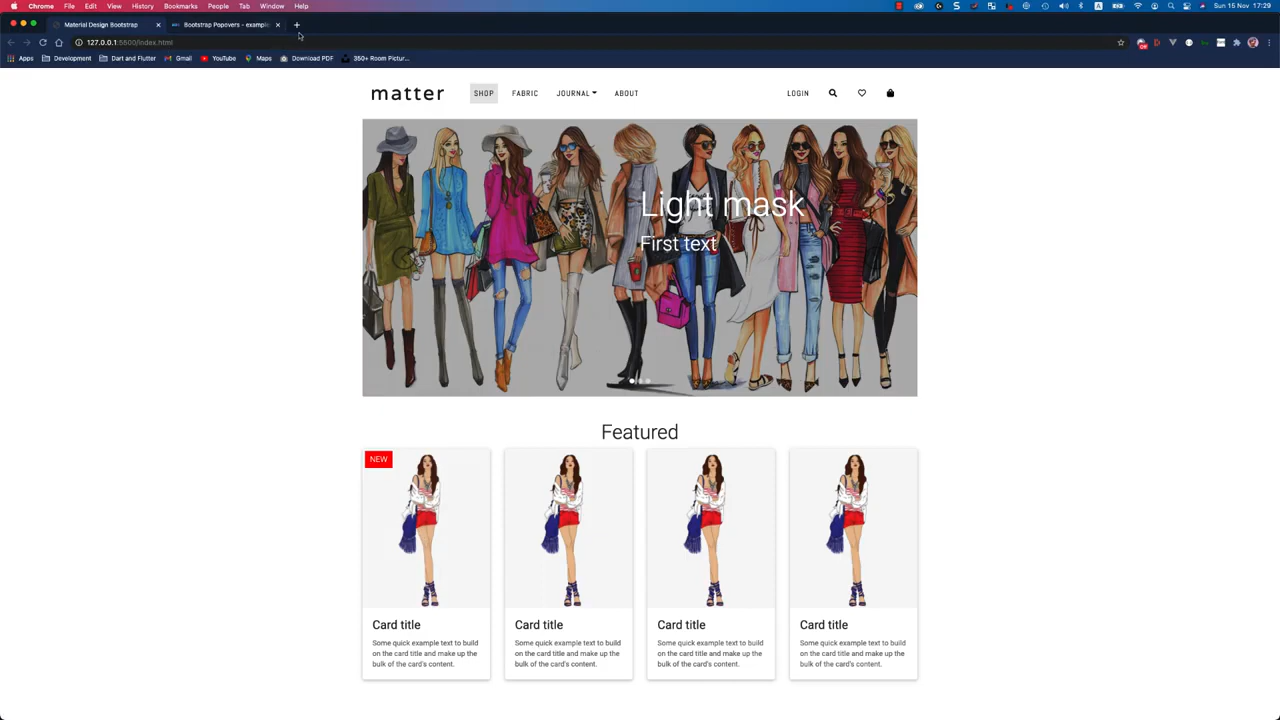 Chrome File Edit View History Bookmarks People Tab Window Help
Sun 15 Nov 17:29
Material Design Bootstrap
Bootstrap Popovers - example
127.0.0.1:5500/index.html
Apps Development Dart and Flutter Gmail YouTube Maps Download PDF 350+ Room Pictur...
matter SHOP FABRIC JOURNAL ABOUT LOGIN
Light mask
First text
Featured
NEW
Card title
Some quick example text to build
on the card title and make up the
bulk of the card's content.
Card title
Some quick example text to build
on the card title and make up the
bulk of the card's content.
Card title
Some quick example text to build
on the card title and make up the
bulk of the card's content.
Card title
Some quick example text to build
on the card title and make up the
bulk of the card's content.